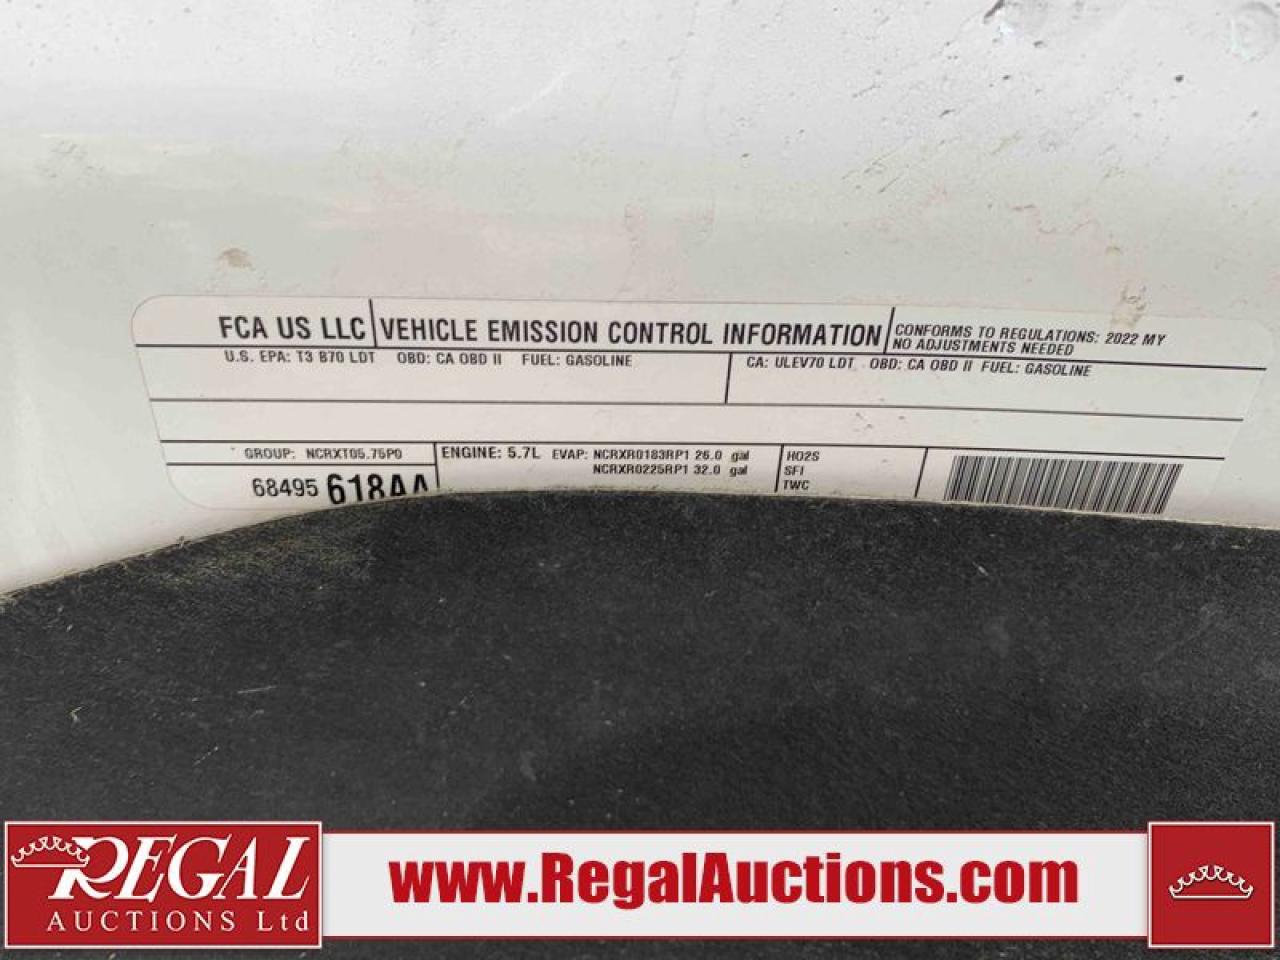 FCA US LLC VEHICLE EMISSION CONTROL INFORMATION CONFORMS TO REGULATIONS: 2022 MY
NO ADJUSTMENTS NEEDED
U.S. EPA: T3 B70 LDT OBD: CA OBD II FUEL: GASOLINE CA: ULEV70 LDT OBD: CA OBD II FUEL: GASOLINE
GROUP: NCRXT05.75P0 ENGINE: 5.7L EVAP: NCRXR0183RP1 26.0 gal HO2S
NCRXR0225RP1 32.0 gal SFI
68495 618AA TWC
REGAL
AUCTIONS Ltd
www.RegalAuctions.com